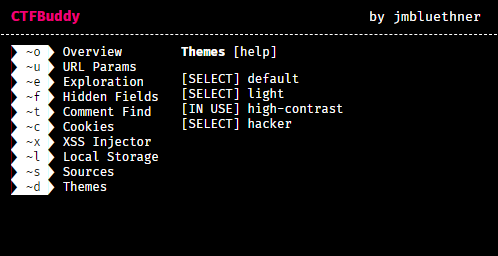 CTFBuddy by jmbluethner
~o Overview
~u URL Params
~e Exploration
~f Hidden Fields
~t Comment Find
~c Cookies
~x XSS Injector
~l Local Storage
~s Sources
~d Themes
Themes [help]
[SELECT] default
[SELECT] light
[IN USE] high-contrast
[SELECT] hacker